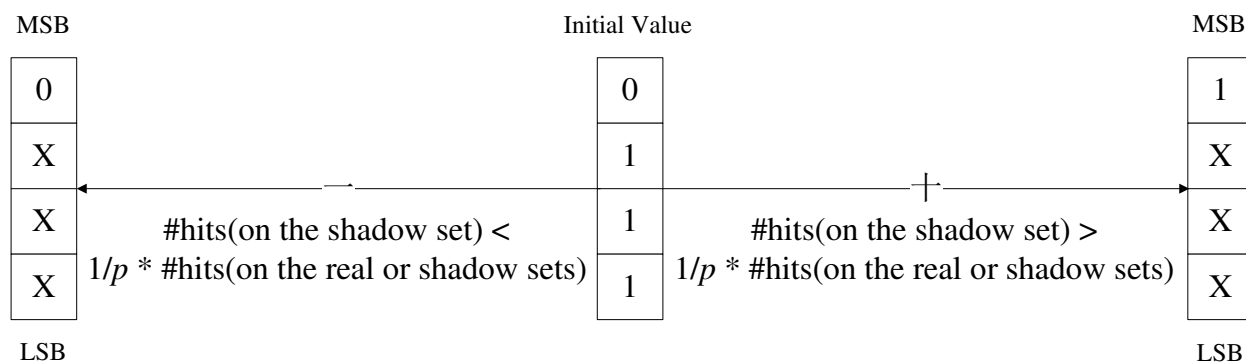 MSB
Initial Value
MSB
0
0
1
X
1
X
一
十
X
1
X
#hits(on the shadow set) <
1/p * #hits(on the real or shadow sets)
#hits(on the shadow set) >
1/p * #hits(on the real or shadow sets)
X
1
X
LSB
LSB